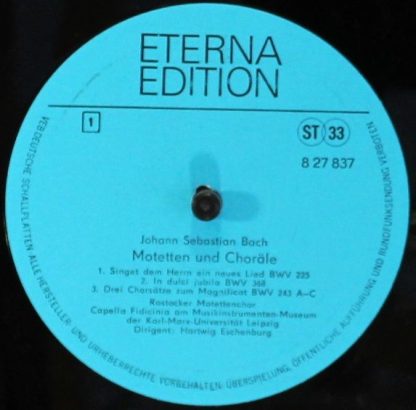 ETERNA
EDITION
1
ST 33
8 27 837
Johann Sebastian Bach
Motetten und Choräle
1. Singet dem Herrn ein neues Lied BWV 225
2. In dulci jubilo BWV 368
3. Drei Chorsätze zum Magnificat BWV 243 A–C
Rostocker Motettenchor
Capella Fidicinia am Musikinstrumenten-Museum
der Karl-Marx-Universität Leipzig
Dirigent: Hartwig Eschenburg
VEB DEUTSCHE SCHALLPLATTEN ALLE HERSTELLER- UND URHEBERRECHTE VORBEHALTEN· ÜBERSPIELUNG, ÖFFENTLICHE AUFFÜHRUNG UND RUNDFUNKSENDUNG VERBOTEN